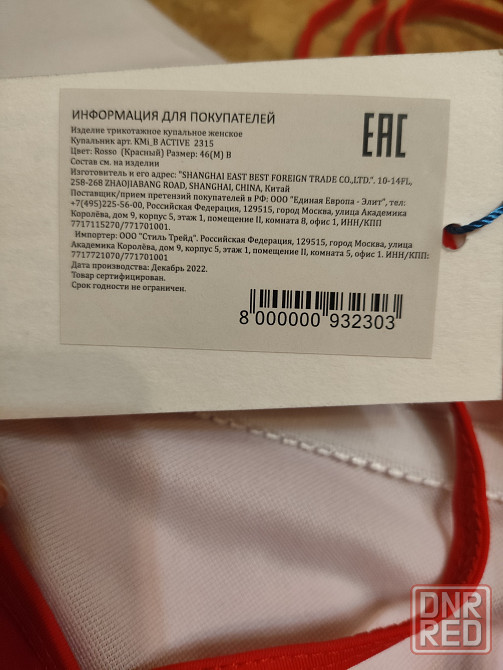 ИНФОРМАЦИЯ ДЛЯ ПОКУПАТЕЛЕЙ
EAC
Изделие трикотажное купальное женское
Купальник арт. KMi_B ACTIVE 2315
Цвет: Rosso (Красный) Размер: 46(M) B
Состав см. на изделии
Изготовитель и его адрес: "SHANGHAI EAST BEST FOREIGN TRADE CO.,LTD.". 10-14FL,
258-268 ZHAOJIABANG ROAD, SHANGHAI, CHINA, Китай
Поставщик/прием претензий покупателей в РФ: ООО "Единая Европа - Элит", тел:
+7(495)225-56-00, Российская Федерация, 129515, город Москва, улица Академика
Королёва, дом 9, корпус 5, этаж 1, помещение II, комната 8, офис 1, ИНН/КПП
7717115270/771701001.
Импортер: ООО "Стиль Трейд". Российская Федерация, 129515, город Москва, улица
Академика Королёва, дом 9, корпус 5, этаж 1, помещение II, комната 5, офис 1. ИНН/КПП:
7717721070/771701001
Дата производства: Декабрь 2022.
Товар сертифицирован.
Срок годности не ограничен.
8 000000 932303
DNR
RED